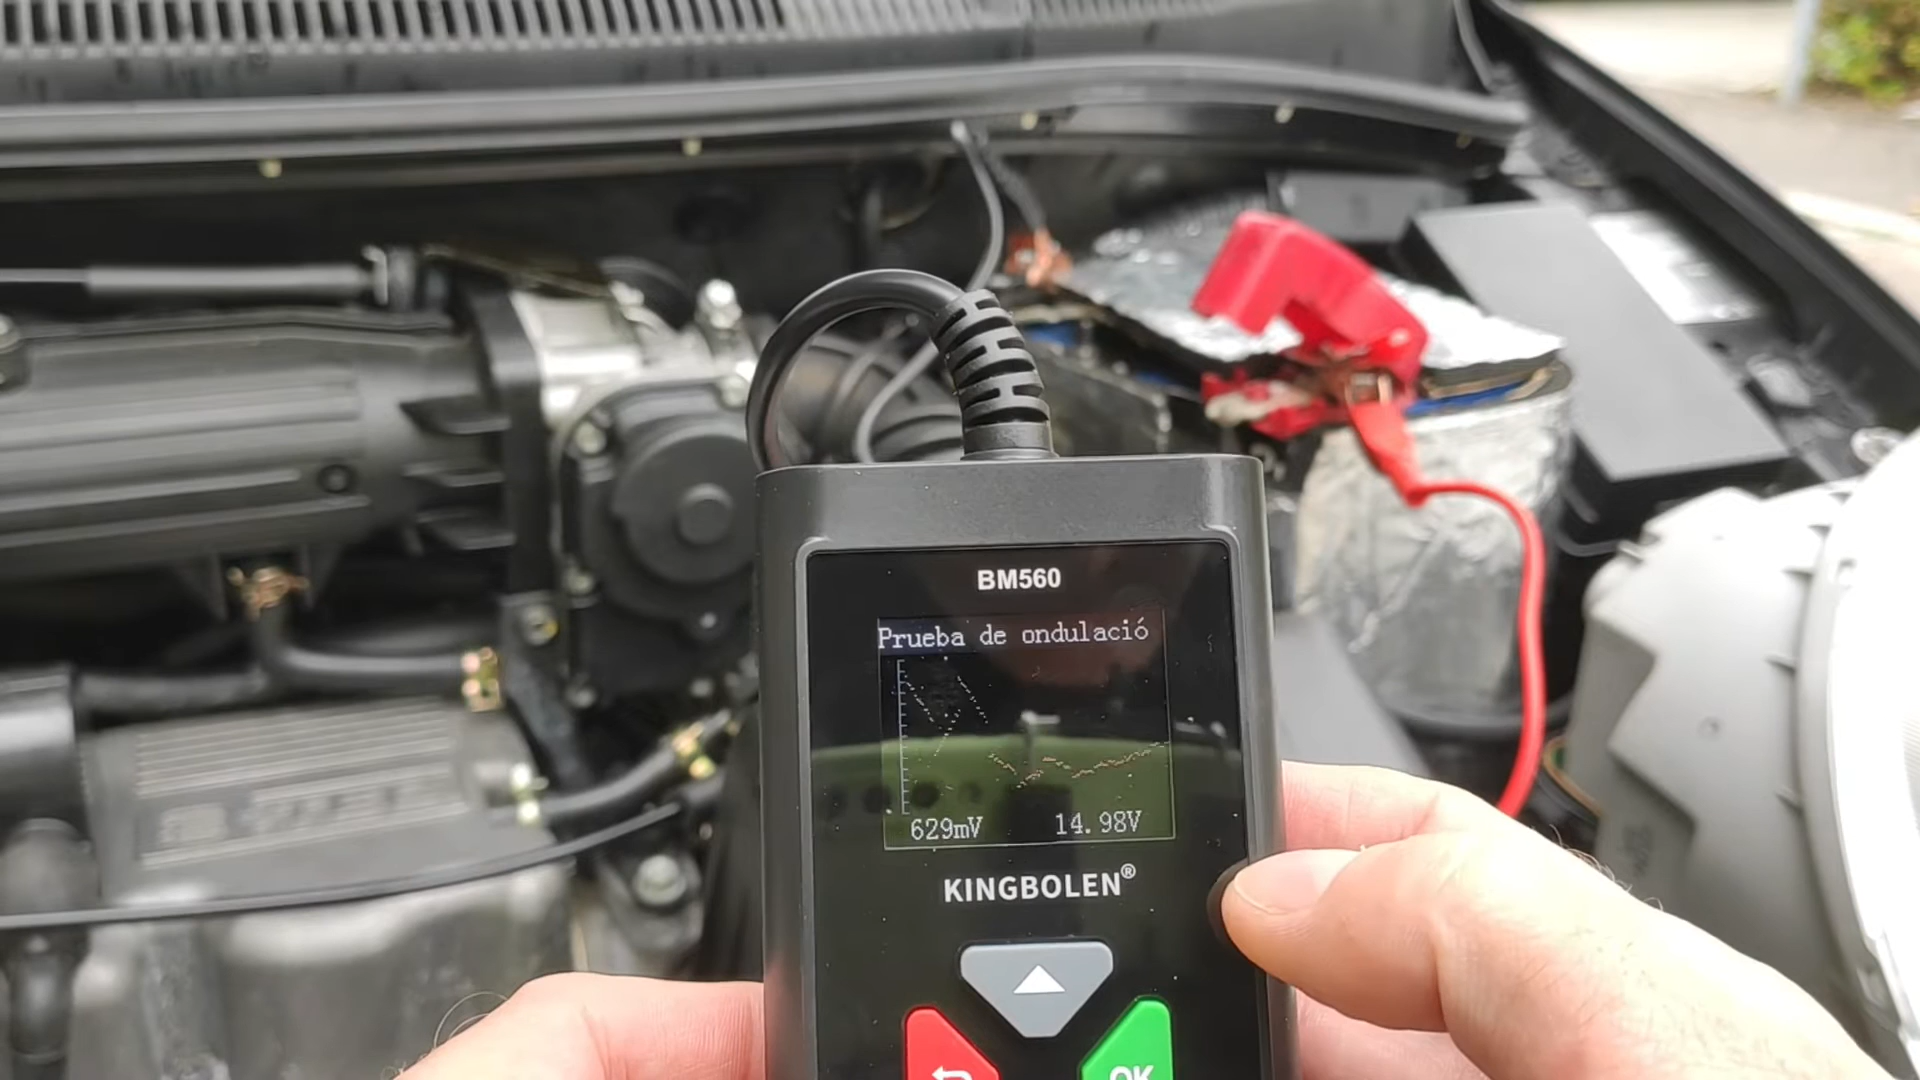 BM560
Prueba de ondulació
629mV 14.98V
KINGBOLEN®
OK